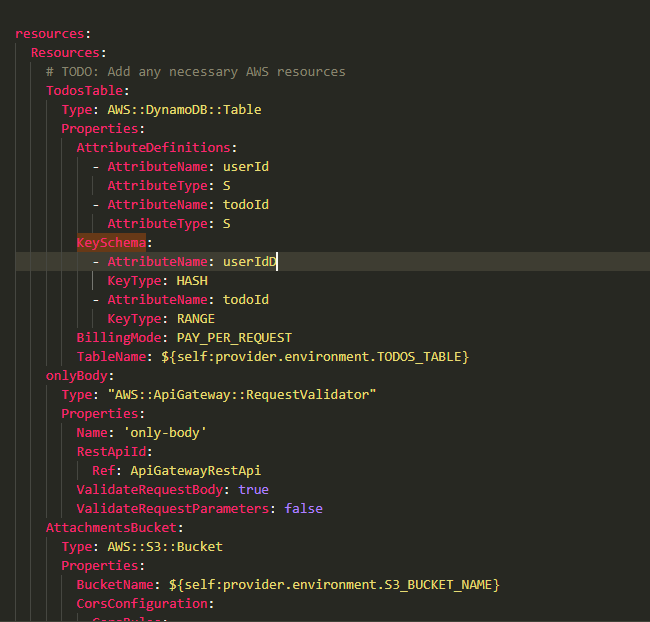 resources:
  Resources:
    # TODO: Add any necessary AWS resources
    TodosTable:
      Type: AWS::DynamoDB::Table
      Properties:
        AttributeDefinitions:
          - AttributeName: userId
            AttributeType: S
          - AttributeName: todoId
            AttributeType: S
        KeySchema:
          - AttributeName: userIdD
            KeyType: HASH
          - AttributeName: todoId
            KeyType: RANGE
        BillingMode: PAY_PER_REQUEST
        TableName: ${self:provider.environment.TODOS_TABLE}
    onlyBody:
      Type: "AWS::ApiGateway::RequestValidator"
      Properties:
        Name: 'only-body'
        RestApiId:
          Ref: ApiGatewayRestApi
        ValidateRequestBody: true
        ValidateRequestParameters: false
    AttachmentsBucket:
      Type: AWS::S3::Bucket
      Properties:
        BucketName: ${self:provider.environment.S3_BUCKET_NAME}
        CorsConfiguration:
          CorsRules: